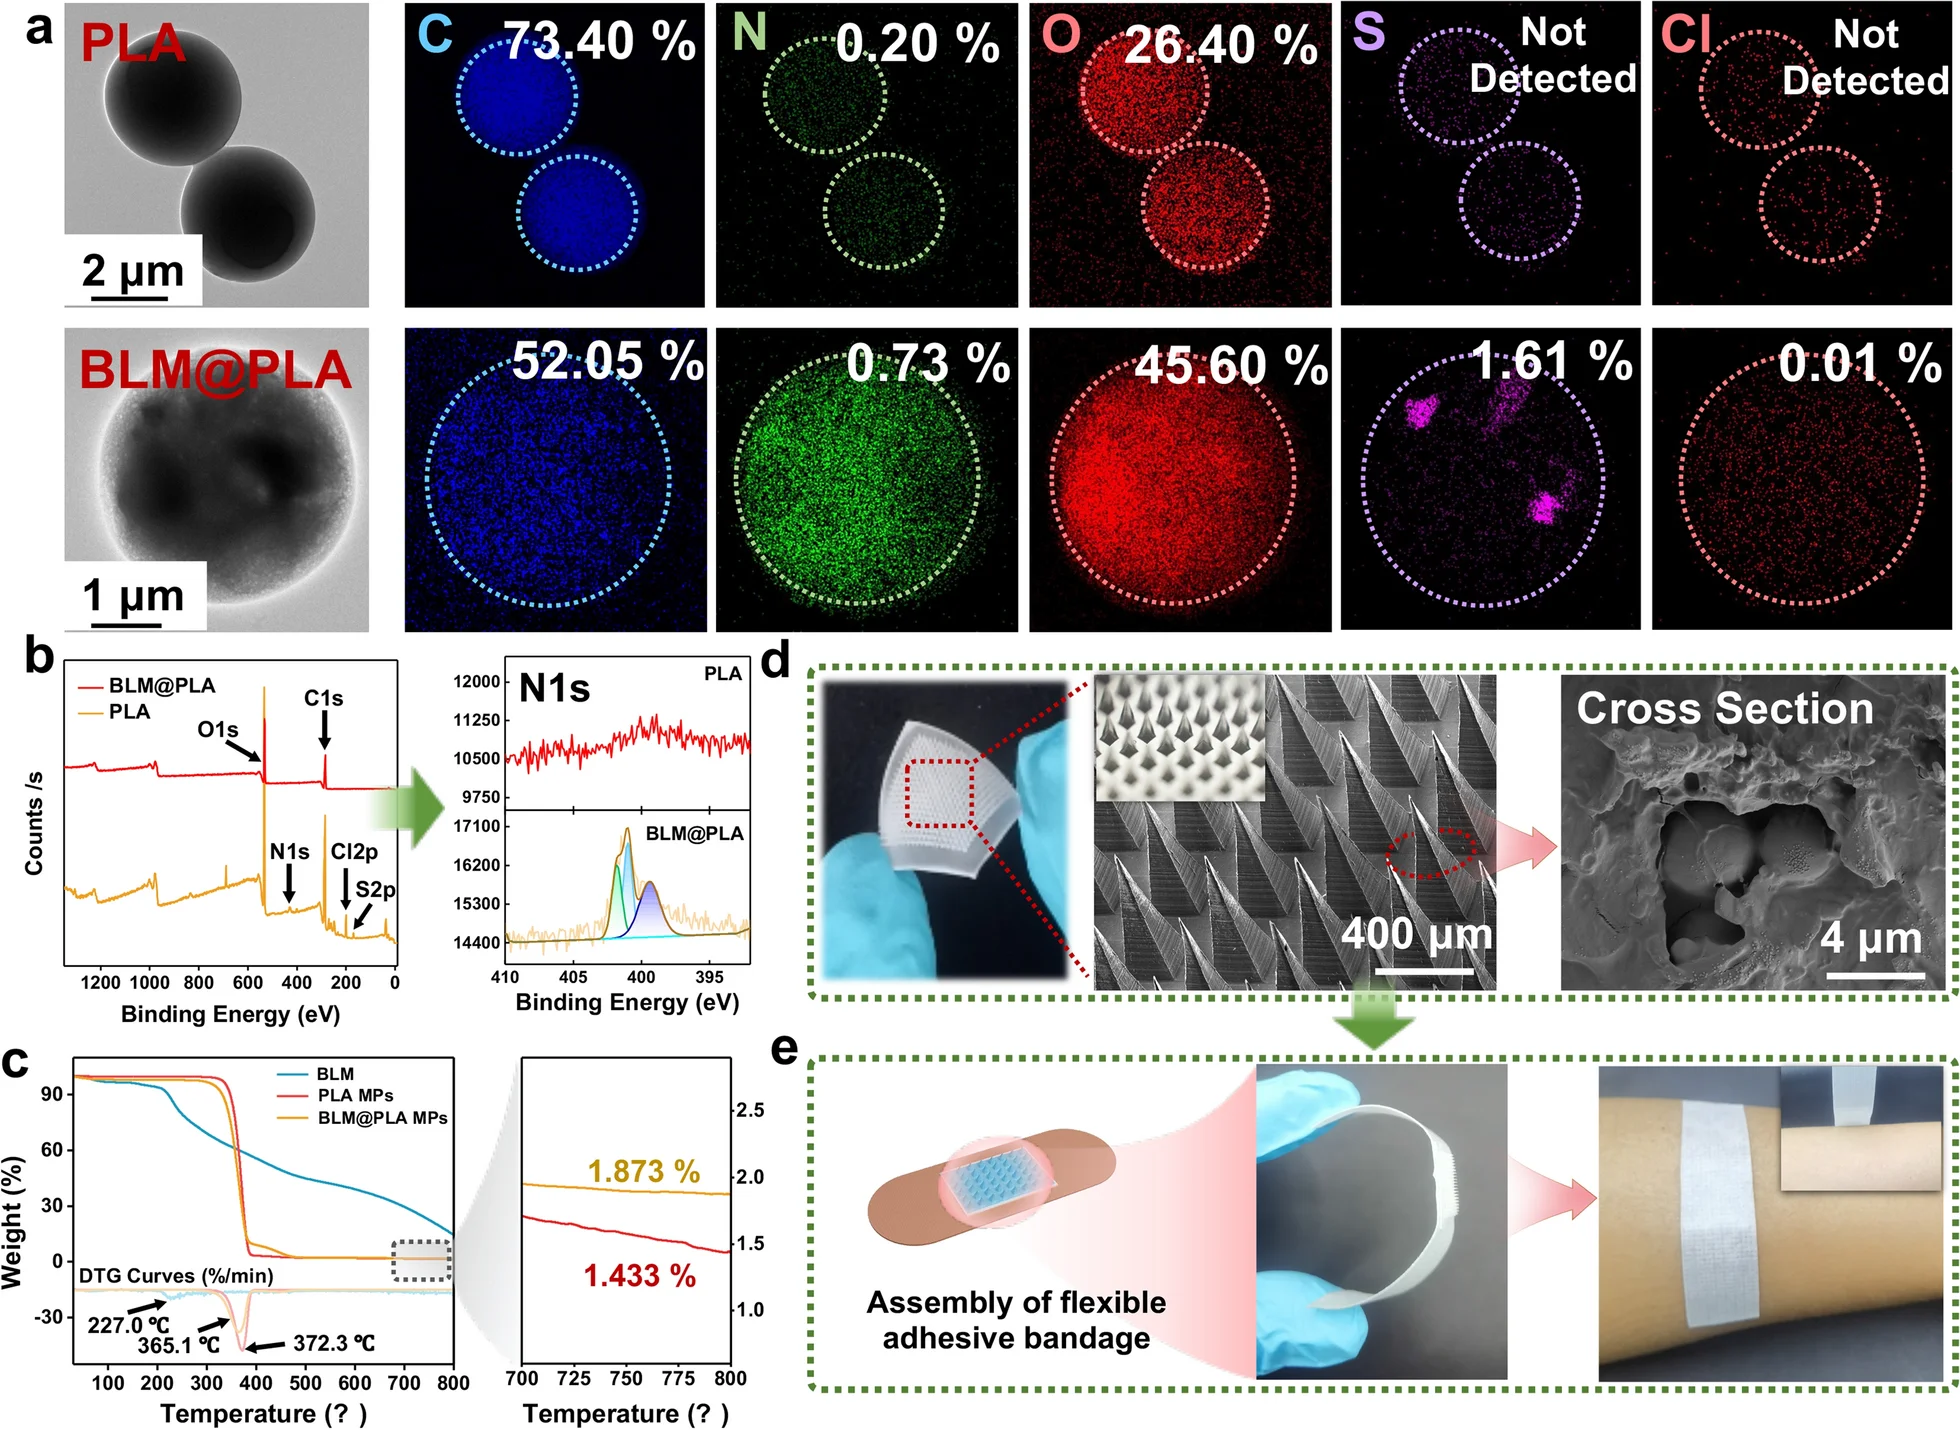 a
PLA
C
73.40 %
N
0.20 %
O
26.40 %
S
Not
Detected
Cl
Not
Detected
2 μm
BLM@PLA
52.05 %
0.73 %
45.60 %
1.61 %
0.01 %
1 μm
b
BLM@PLA
PLA
O1s
C1s
N1s
Cl2p
S2p
Counts /s
1200 1000 800 600 400 200 0
Binding Energy (eV)
N1s
PLA
12000
11250
10500
9750
BLM@PLA
17100
16200
15300
14400
410 405 400 395
Binding Energy (eV)
d
400 μm
Cross Section
4 μm
c
BLM
PLA MPs
BLM@PLA MPs
90
60
30
0
-30
Weight (%)
DTG Curves (%/min)
227.0 ℃
365.1 ℃
372.3 ℃
100 200 300 400 500 600 700 800
Temperature (? )
2.5
2.0
1.5
1.0
1.873 %
1.433 %
700 725 750 775 800
Temperature (? )
e
Assembly of flexible
adhesive bandage